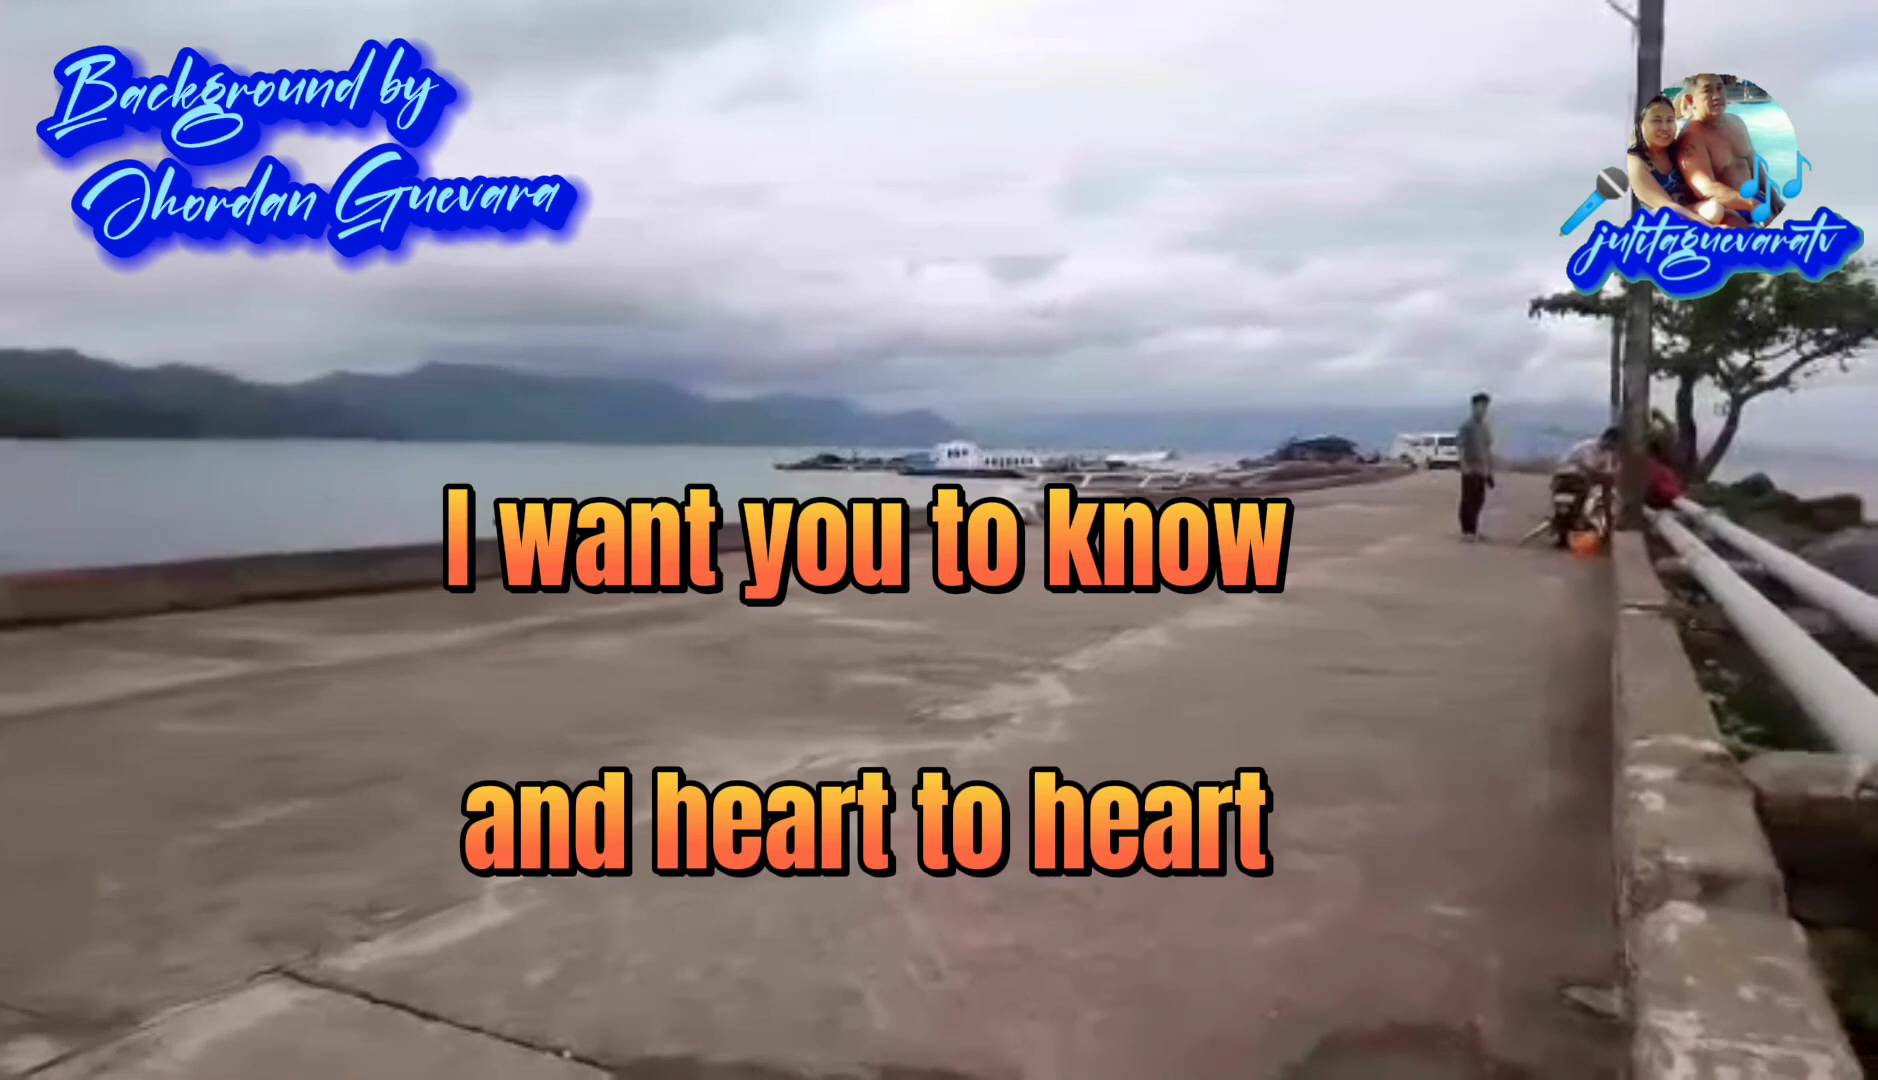 Background by
Jhordan Guevara
julitaguevaratv
I want you to know
and heart to heart